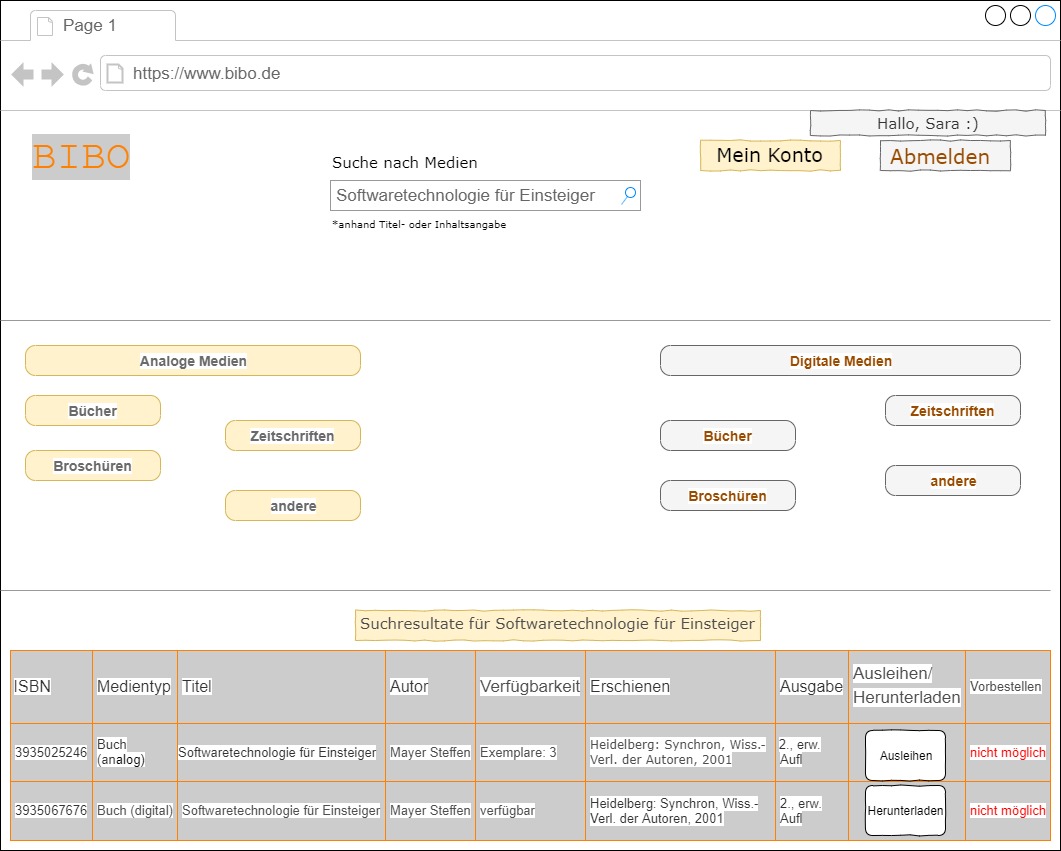 Page 1
https://www.bibo.de
Hallo, Sara :)
BIBO
Suche nach Medien
Mein Konto
Abmelden
Softwaretechnologie für Einsteiger
*anhand Titel- oder Inhaltsangabe
Analoge Medien
Bücher
Zeitschriften
Broschüren
andere
Digitale Medien
Zeitschriften
Bücher
andere
Broschüren
Suchresultate für Softwaretechnologie für Einsteiger
ISBN
Medientyp
Titel
Autor
Verfügbarkeit
Erschienen
Ausgabe
Ausleihen/
Herunterladen
Vorbestellen
3935025246
Buch
(analog)
Softwaretechnologie für Einsteiger
Mayer Steffen
Exemplare: 3
Heidelberg: Synchron, Wiss.-
Verl. der Autoren, 2001
2., erw.
Aufl
Ausleihen
nicht möglich
3935067676
Buch (digital)
Softwaretechnologie für Einsteiger
Mayer Steffen
verfügbar
Heidelberg: Synchron, Wiss.-
Verl. der Autoren, 2001
2., erw.
Aufl
Herunterladen
nicht möglich